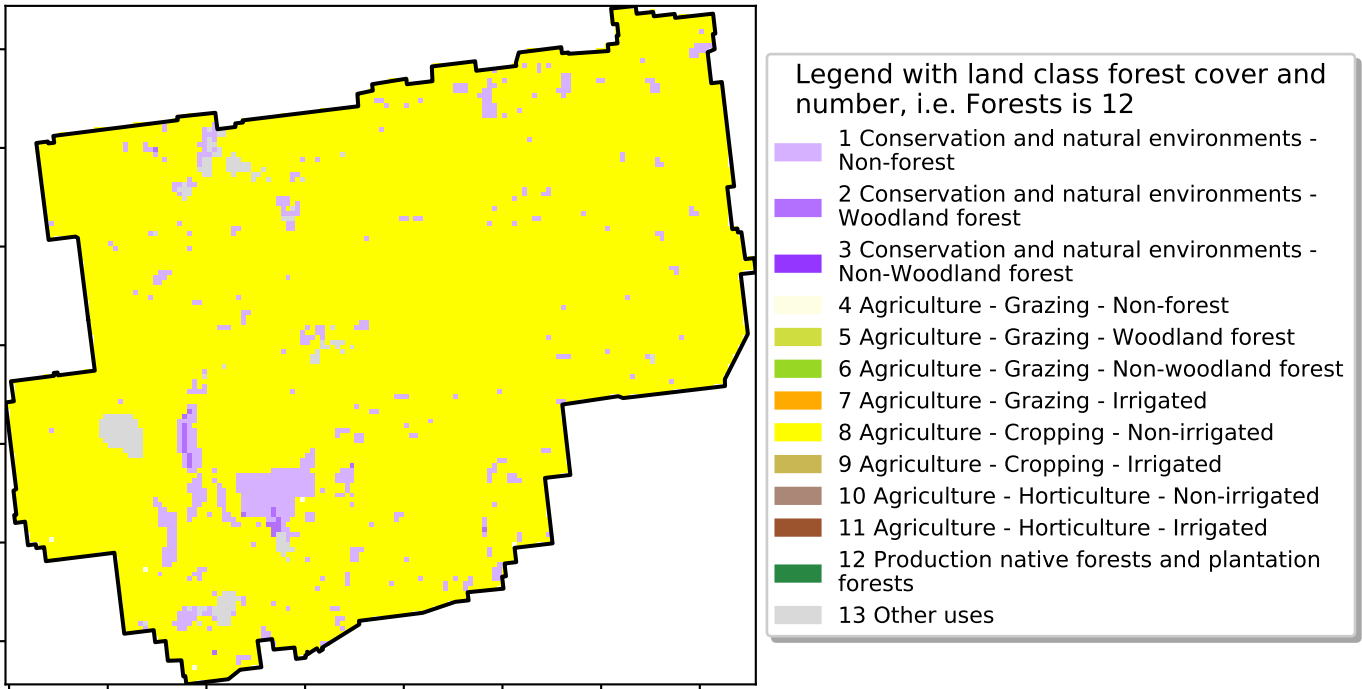 Legend with land class forest cover and
number, i.e. Forests is 12
1 Conservation and natural environments -
Non-forest
2 Conservation and natural environments -
Woodland forest
3 Conservation and natural environments -
Non-Woodland forest
4 Agriculture - Grazing - Non-forest
5 Agriculture - Grazing - Woodland forest
6 Agriculture - Grazing - Non-woodland forest
7 Agriculture - Grazing - Irrigated
8 Agriculture - Cropping - Non-irrigated
9 Agriculture - Cropping - Irrigated
10 Agriculture - Horticulture - Non-irrigated
11 Agriculture - Horticulture - Irrigated
12 Production native forests and plantation
forests
13 Other uses